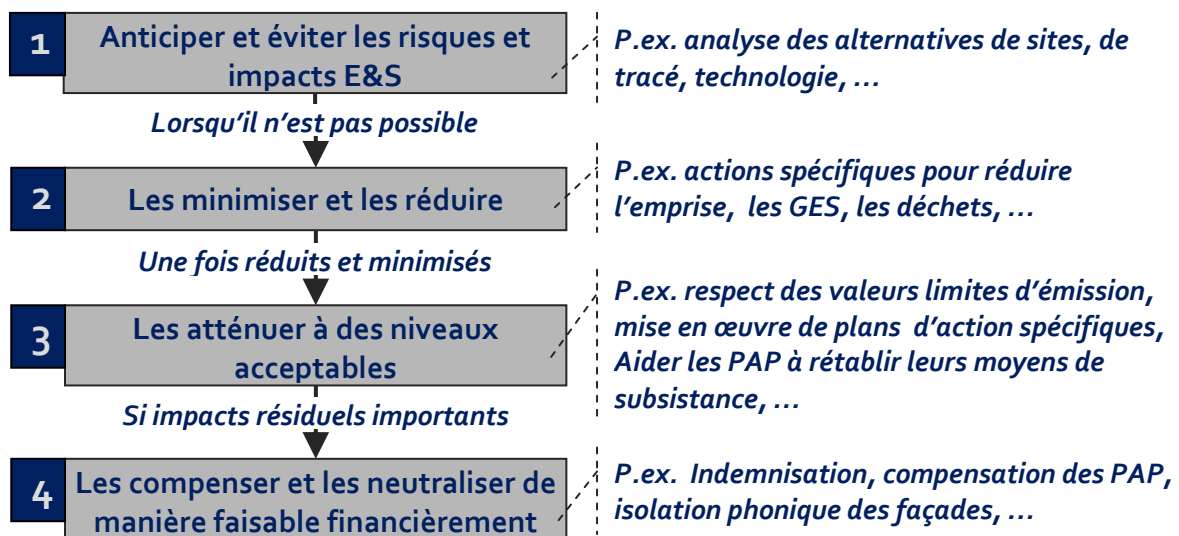 1
Anticiper et éviter les risques et
impacts E&S
P.ex. analyse des alternatives de sites, de
tracé, technologie, ...
Lorsqu'il n'est pas possible
2
Les minimiser et les réduire
P.ex. actions spécifiques pour réduire
l'emprise, les GES, les déchets, ...
Une fois réduits et minimisés
3
Les atténuer à des niveaux
acceptables
P.ex. respect des valeurs limites d'émission,
mise en œuvre de plans d'action spécifiques,
Aider les PAP à rétablir leurs moyens de
subsistance, ...
Si impacts résiduels importants
4
Les compenser et les neutraliser de
manière faisable financièrement
P.ex. Indemnisation, compensation des PAP,
isolation phonique des façades, ...